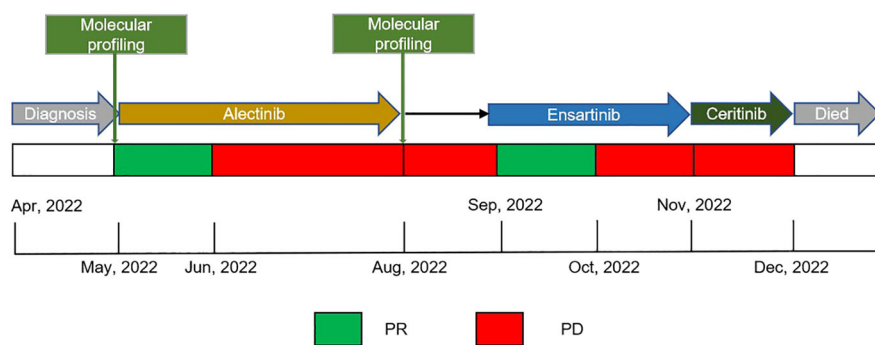 Molecular
profiling
Molecular
profiling
Diagnosis
Alectinib
Ensartinib
Ceritinib
Died
Apr, 2022
Sep, 2022
Nov, 2022
May, 2022
Jun, 2022
Aug, 2022
Oct, 2022
Dec, 2022
PR
PD